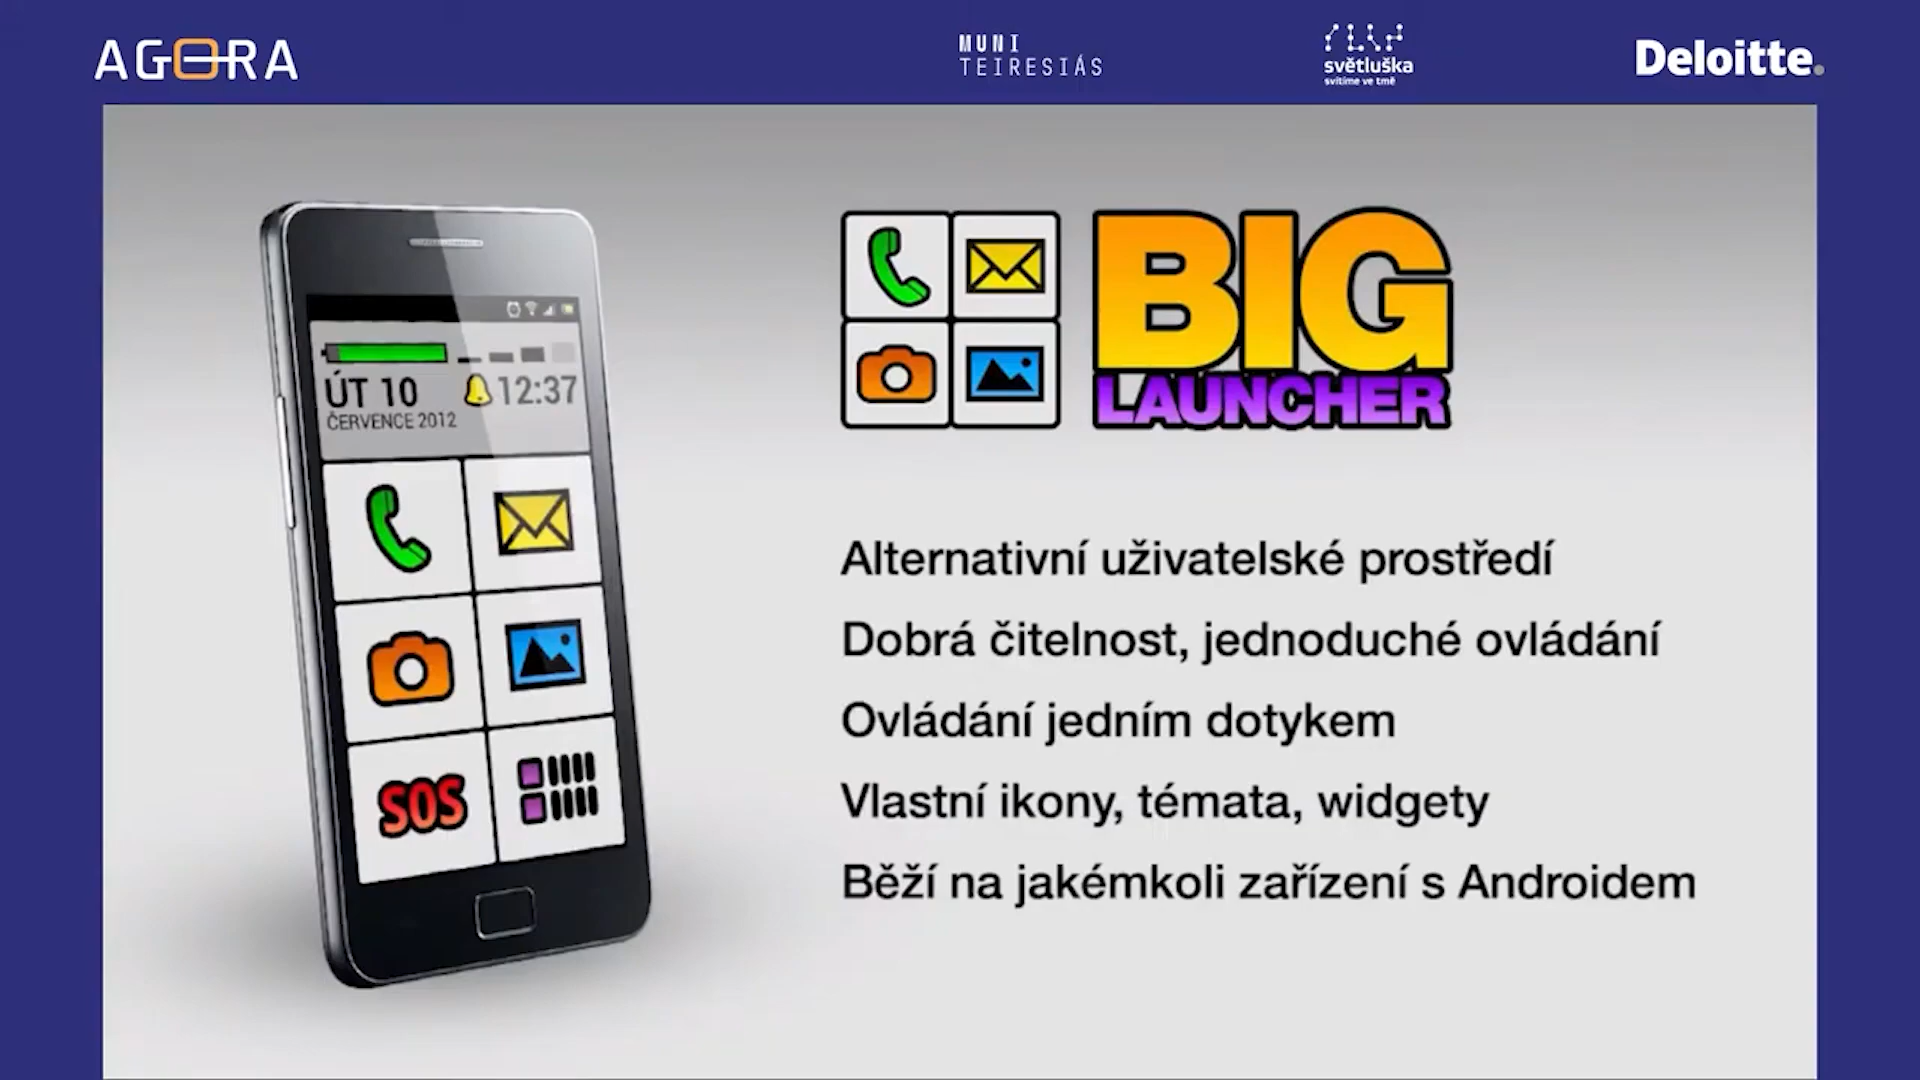 AGORA
MUNI
TEIRESIÁS
světluška
svítíme ve tmě
Deloitte.
ÚT 10
12:37
ČERVENCE 2012
SOS
BIG
LAUNCHER
Alternativní uživatelské prostředí
Dobrá čitelnost, jednoduché ovládání
Ovládání jedním dotykem
Vlastní ikony, témata, widgety
Běží na jakémkoli zařízení s Androidem